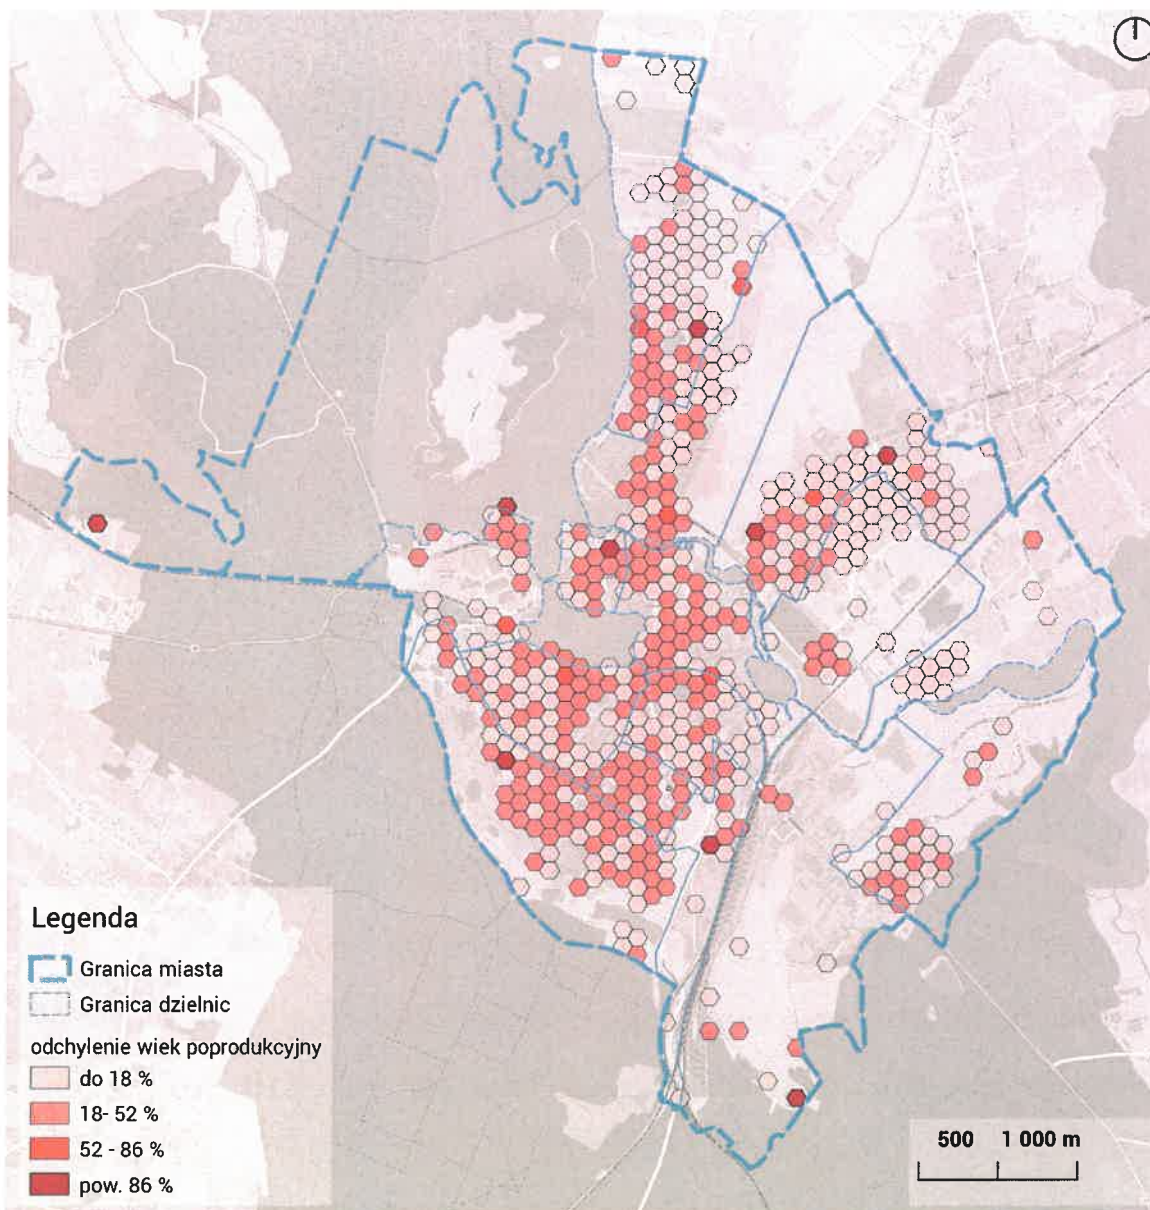 Legenda
Granica miasta
Granica dzielnic
odchylenie wiek poprodukcyjny
do 18 %
18- 52 %
52 - 86 %
pow. 86 %
500 1 000 m